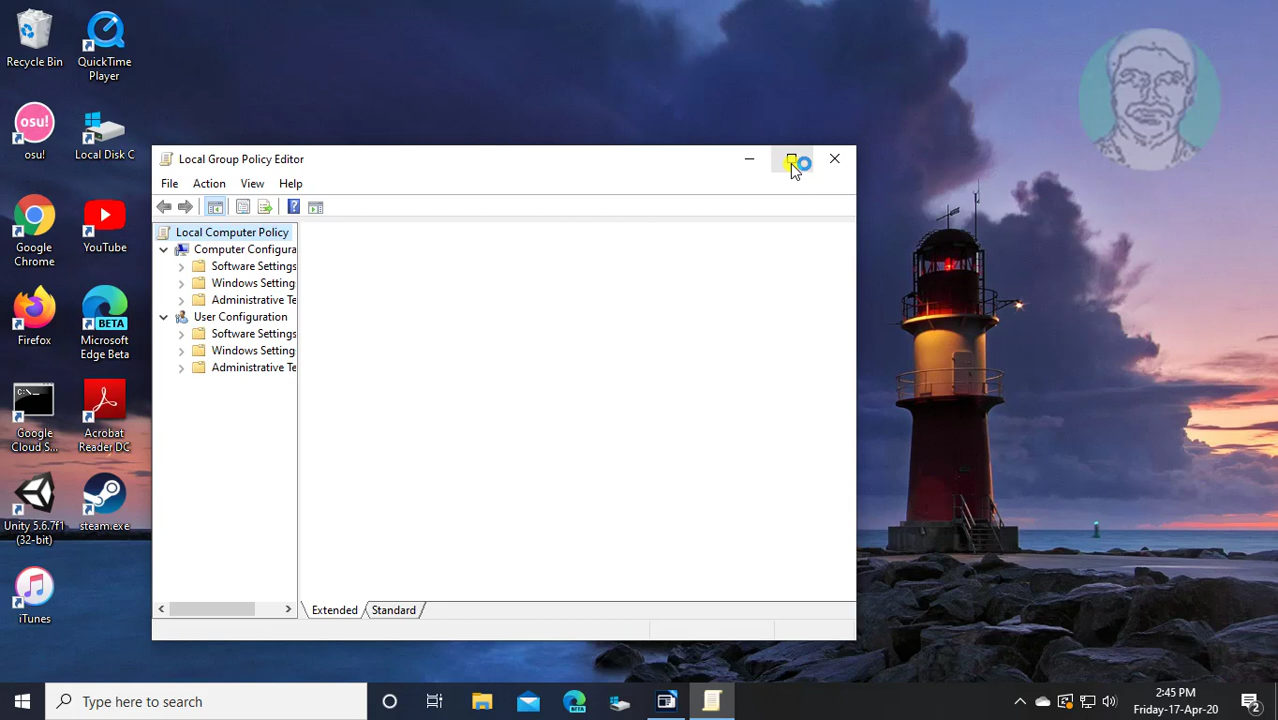 Recycle Bin
QuickTime
Player
osu!
osu!
Local Disk C
Google
Chrome
YouTube
Firefox
BETA
Microsoft
Edge Beta
Google
Cloud S...
Acrobat
Reader DC
Unity 5.6.7f1
(32-bit)
steam.exe
iTunes
Local Group Policy Editor
File Action View Help
Local Computer Policy
Computer Configura
Software Settings
Windows Setting
Administrative Te
User Configuration
Software Settings
Windows Setting
Administrative Te
Extended Standard
Type here to search
2:45 PM
Friday-17-Apr-20
2